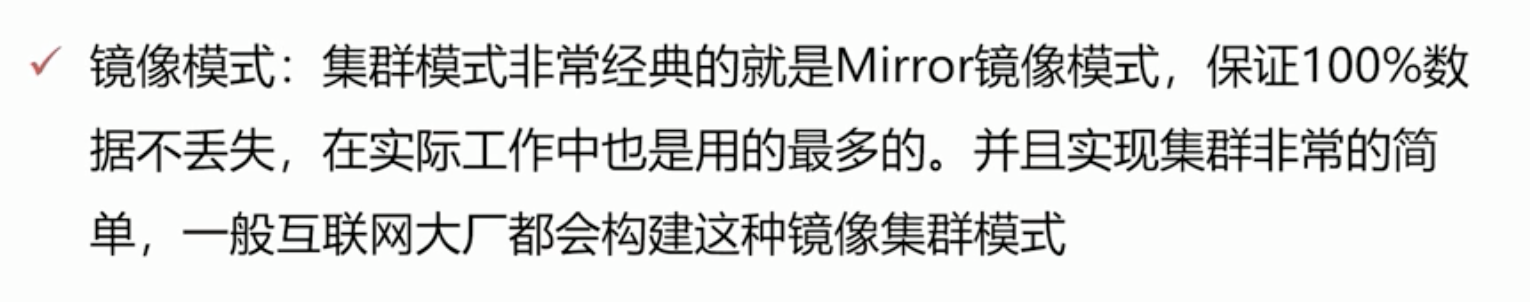 ✓ 镜像模式：集群模式非常经典的就是Mirror镜像模式，保证100%数
据不丢失，在实际工作中也是用的最多的。并且实现集群非常的简
单，一般互联网大厂都会构建这种镜像集群模式